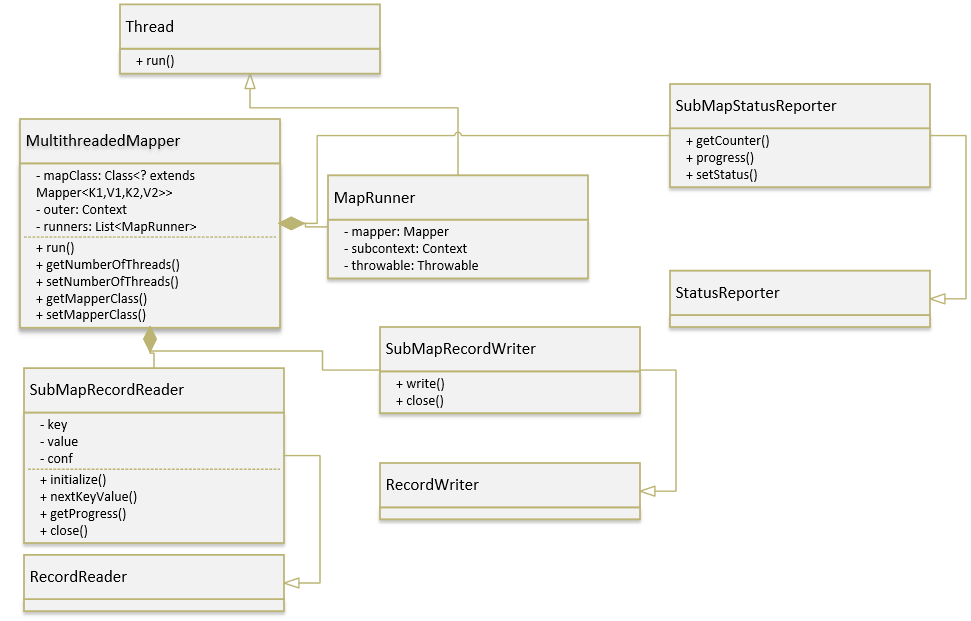 Thread
+ run()
MultithreadedMapper
- mapClass: Class<? extends
Mapper<K1,V1,K2,V2>>
- outer: Context
- runners: List<MapRunner>
+ run()
+ getNumberOfThreads()
+ setNumberOfThreads()
+ getMapperClass()
+ setMapperClass()
MapRunner
- mapper: Mapper
- subcontext: Context
- throwable: Throwable
SubMapStatusReporter
+ getCounter()
+ progress()
+ setStatus()
StatusReporter
SubMapRecordWriter
+ write()
+ close()
RecordWriter
SubMapRecordReader
- key
- value
- conf
+ initialize()
+ nextKeyValue()
+ getProgress()
+ close()
RecordReader